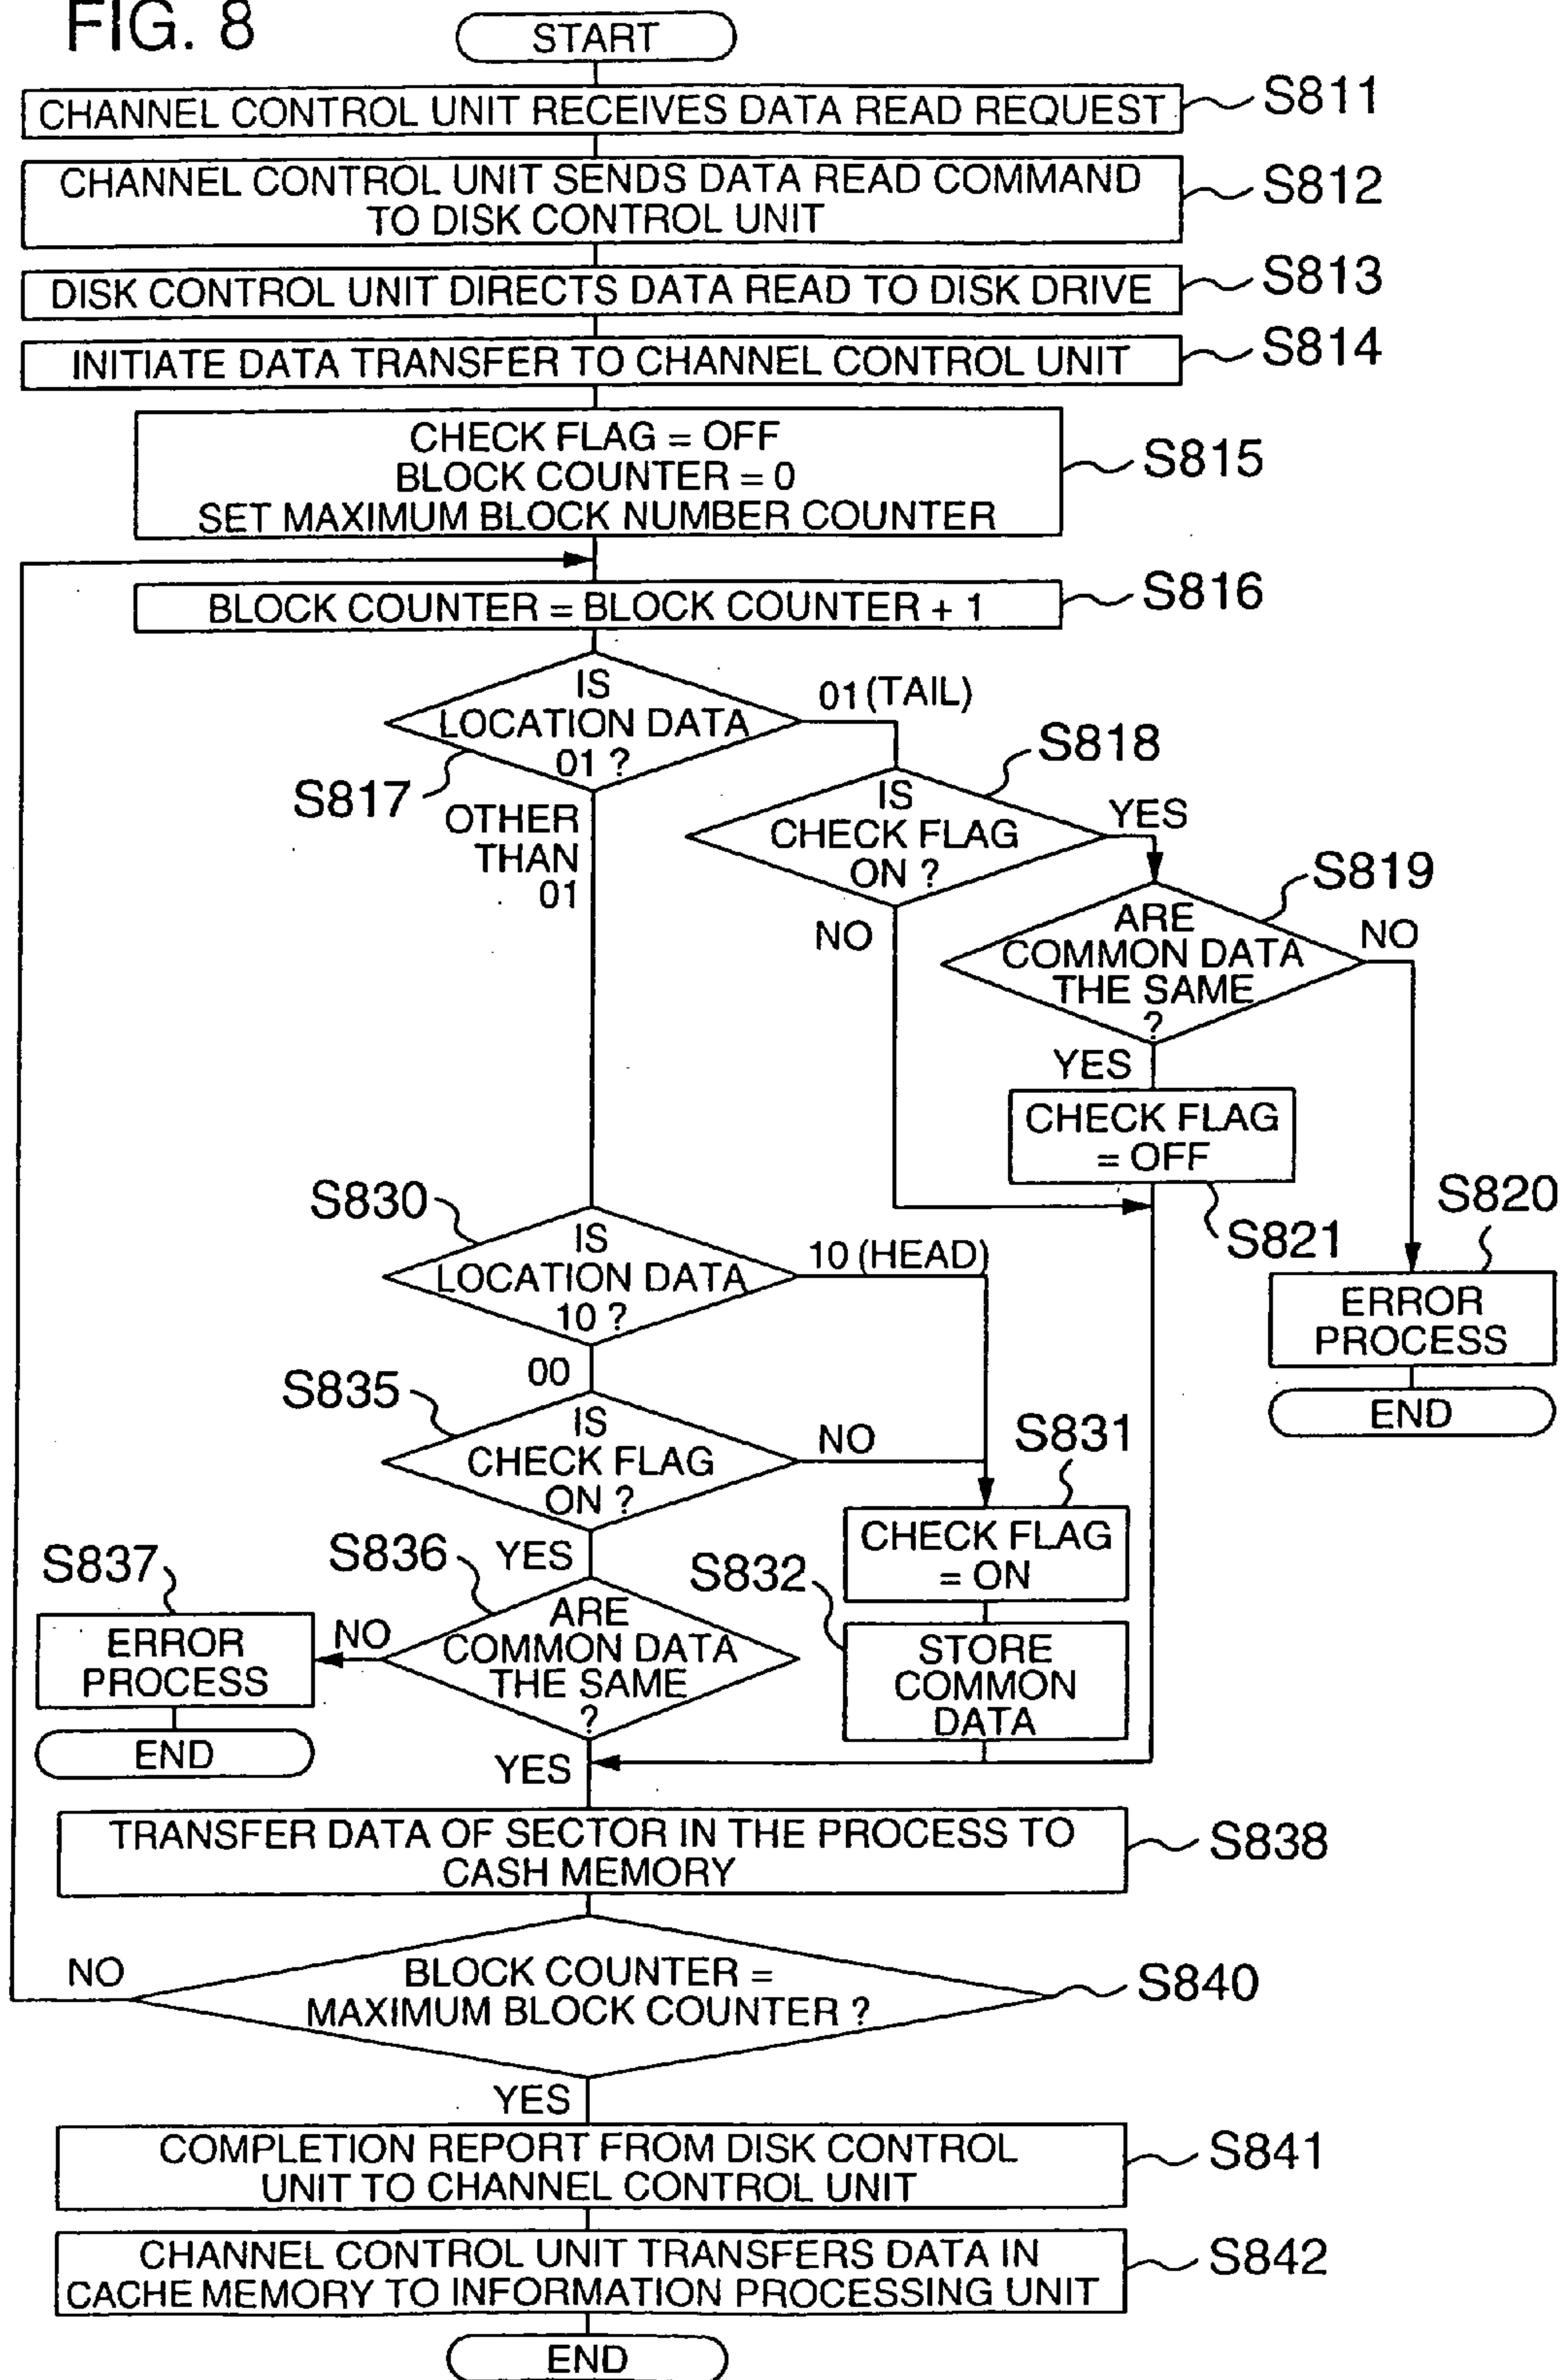 FIG. 8
START
CHANNEL CONTROL UNIT RECEIVES DATA READ REQUEST
S811
CHANNEL CONTROL UNIT SENDS DATA READ COMMAND
TO DISK CONTROL UNIT
S812
DISK CONTROL UNIT DIRECTS DATA READ TO DISK DRIVE
S813
INITIATE DATA TRANSFER TO CHANNEL CONTROL UNIT
S814
CHECK FLAG = OFF
BLOCK COUNTER = 0
SET MAXIMUM BLOCK NUMBER COUNTER
S815
BLOCK COUNTER = BLOCK COUNTER + 1
S816
IS
LOCATION DATA
01 ?
S817
01 (TAIL)
OTHER
THAN
01
IS
CHECK FLAG
ON ?
S818
YES
NO
ARE
COMMON DATA
THE SAME
?
S819
NO
YES
CHECK FLAG
= OFF
S821
S820
ERROR
PROCESS
END
S830
IS
LOCATION DATA
10 ?
10 (HEAD)
00
S835
IS
CHECK FLAG
ON ?
NO
YES
S831
CHECK FLAG
= ON
S832
STORE
COMMON
DATA
S836
ARE
COMMON DATA
THE SAME
?
NO
S837
ERROR
PROCESS
END
YES
TRANSFER DATA OF SECTOR IN THE PROCESS TO
CASH MEMORY
S838
BLOCK COUNTER =
MAXIMUM BLOCK COUNTER ?
S840
NO
YES
COMPLETION REPORT FROM DISK CONTROL
UNIT TO CHANNEL CONTROL UNIT
S841
CHANNEL CONTROL UNIT TRANSFERS DATA IN
CACHE MEMORY TO INFORMATION PROCESSING UNIT
S842
END